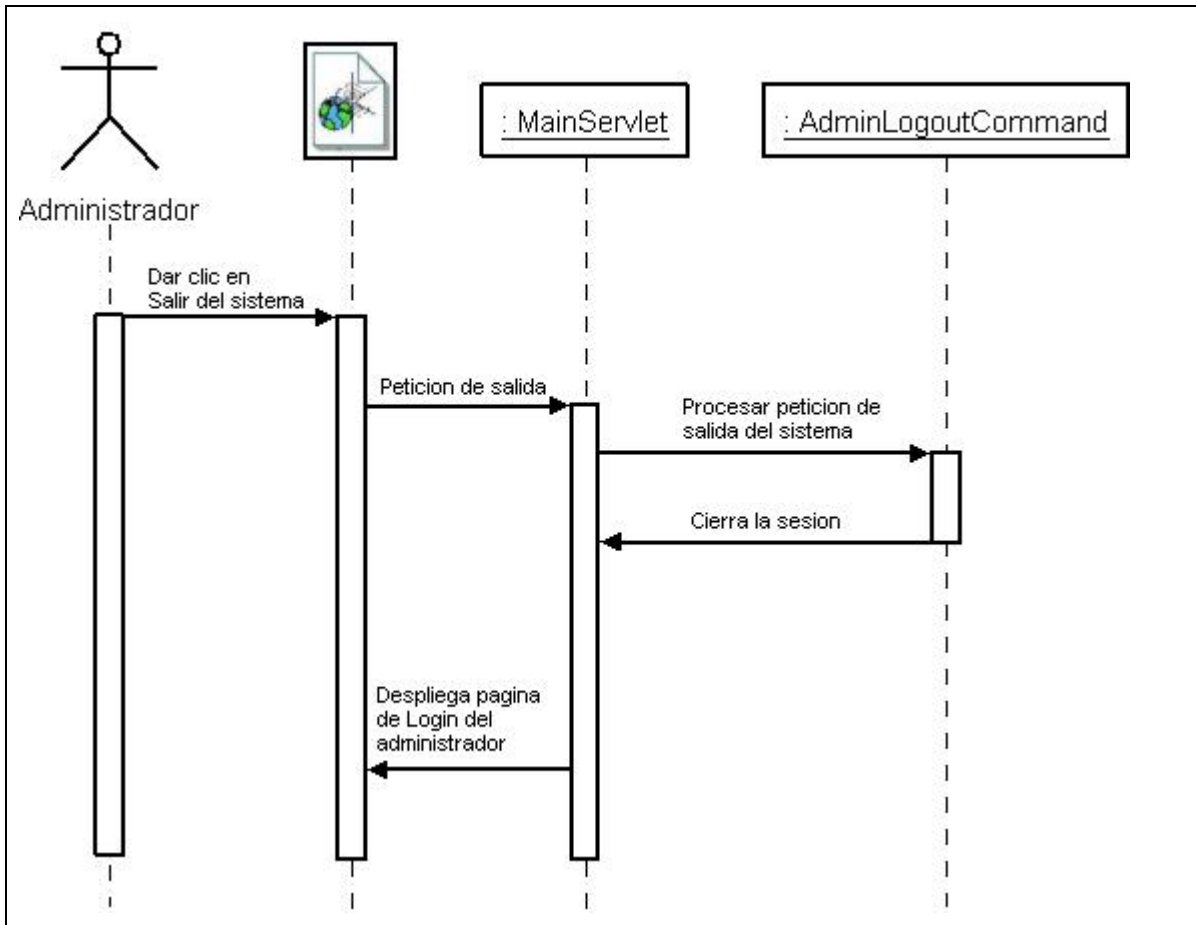 : MainServlet
: AdminLogoutCommand
Administrador
Dar clic en
Salir del sistema
Peticion de salida
Procesar peticion de
salida del sistema
Cierra la sesion
Despliega pagina
de Login del
administrador